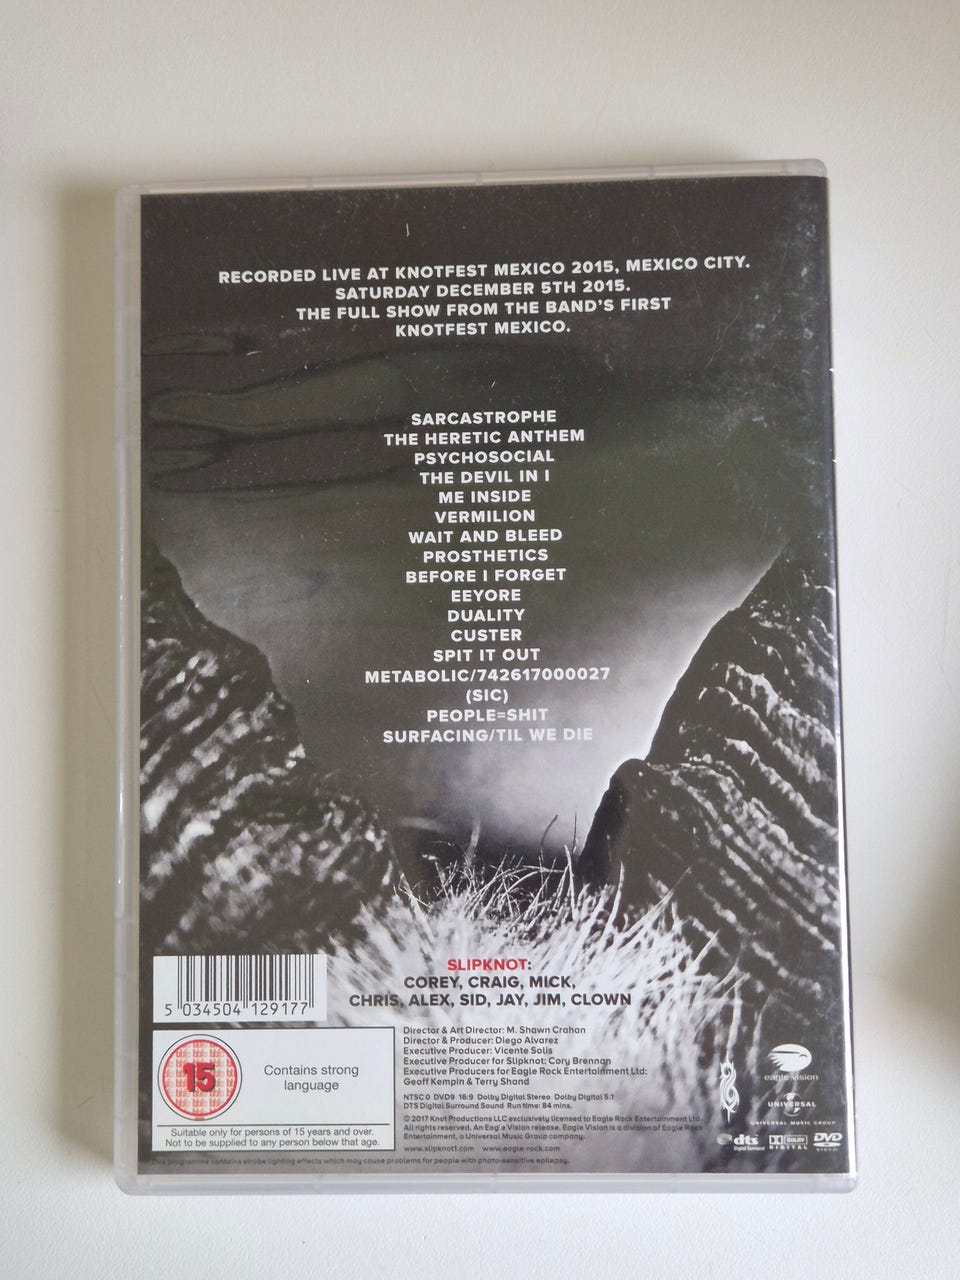 RECORDED LIVE AT KNOTFEST MEXICO 2015, MEXICO CITY.
SATURDAY DECEMBER 5TH 2015.
THE FULL SHOW FROM THE BAND'S FIRST
KNOTFEST MEXICO.
SARCASTROPHE
THE HERETIC ANTHEM
PSYCHOSOCIAL
THE DEVIL IN I
ME INSIDE
VERMILION
WAIT AND BLEED
PROSTHETICS
BEFORE I FORGET
EEYORE
DUALITY
CUSTER
SPIT IT OUT
METABOLIC/742617000027
(SIC)
PEOPLE=SHIT
SURFACING/TIL WE DIE
SLIPKNOT:
COREY, CRAIG, MICK,
CHRIS, ALEX, SID, JAY, JIM, CLOWN
5 034504 129177
15
Contains strong
language
Suitable only for persons of 15 years and over.
Not to be supplied to any person below that age.
Director & Art Director: M. Shawn Crahan
Director & Producer: Diego Alvarez
Executive Producer: Vicente Solis
Executive Producer for Slipknot: Cory Brennan
Executive Producers for Eagle Rock Entertainment Ltd:
Geoff Kempin & Terry Shand
NTSC 0 DVD9 16:9 Dolby Digital Stereo Dolby Digital 5.1
DTS Digital Surround Sound Run time: 84 mins.
© 2017 Knot Productions LLC exclusively licensed to Eagle Rock Entertainment Ltd.
All rights reserved. An Eagle Vision release. Eagle Vision is a division of Eagle Rock
Entertainment, a Universal Music Group company.
www.slipknot1.com www.eagle-rock.com
eagle vision
UNIVERSAL
UNIVERSAL MUSIC GROUP
dts
Digital Surround
DOLBY
DIGITAL
DVD
VIDEO
This programme contains strobe lighting effects which may cause problems for people with photo-sensitive epilepsy.